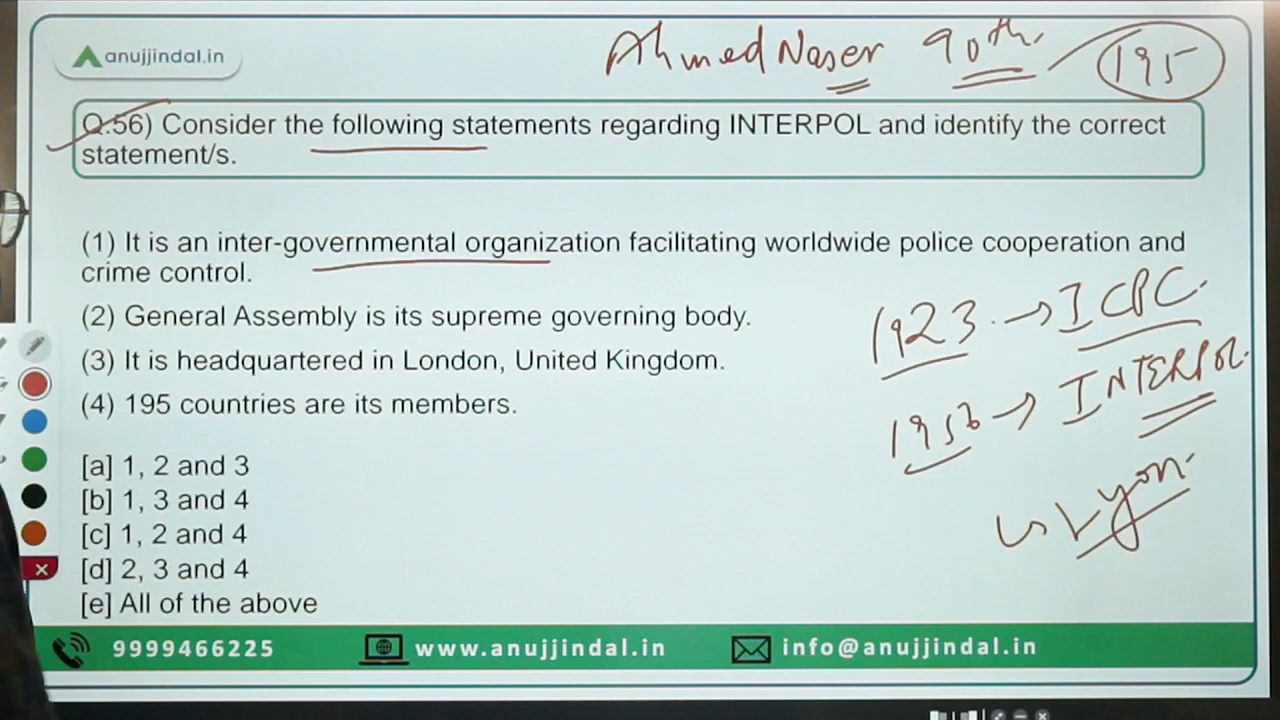 anujjindal.in
Ahmed Naser 90th. 195
Q.56) Consider the following statements regarding INTERPOL and identify the correct
statement/s.
(1) It is an inter-governmental organization facilitating worldwide police cooperation and
crime control.
(2) General Assembly is its supreme governing body.
(3) It is headquartered in London, United Kingdom.
(4) 195 countries are its members.
1923 → ICPC.
1956 → INTERPOL.
↳ Lyon.
[a] 1, 2 and 3
[b] 1, 3 and 4
[c] 1, 2 and 4
[d] 2, 3 and 4
[e] All of the above
9999466225 www.anujjindal.in info@anujjindal.in